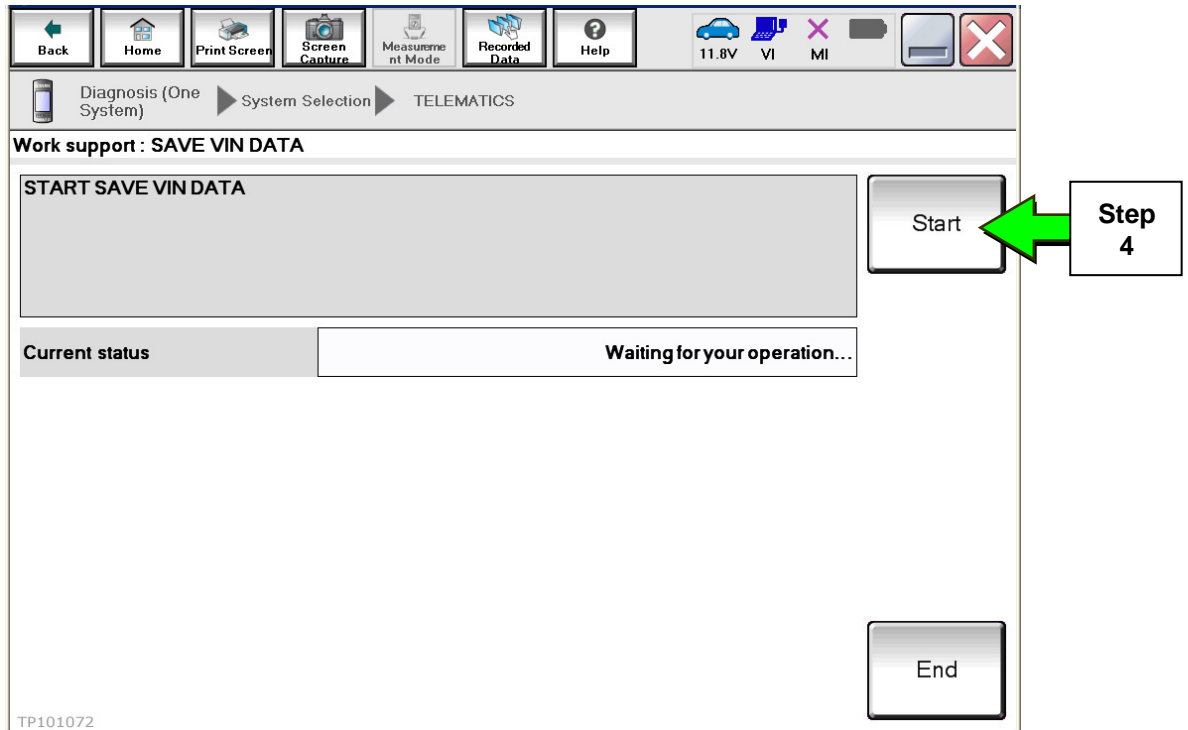 Back
Home
Print Screen
Screen
Capture
Measureme
nt Mode
Recorded
Data
?
Help
11.8V
VI
MI
Diagnosis (One
System)
System Selection
TELEMATICS
Work support : SAVE VIN DATA
START SAVE VIN DATA
Start
Step
4
Current status
Waiting for your operation...
End
TP101072